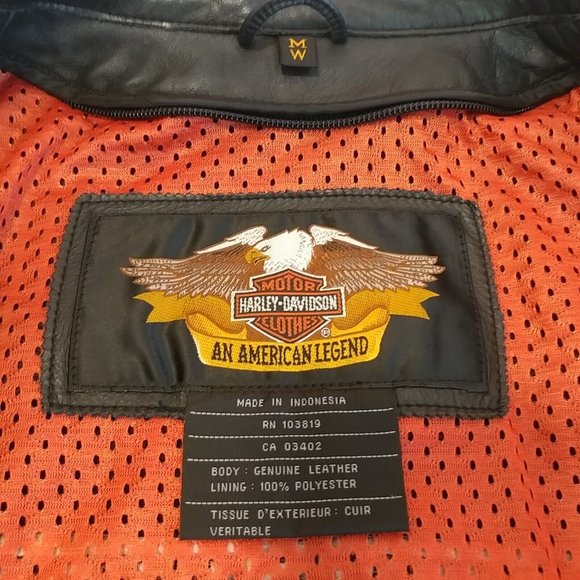 M
W
MOTOR
HARLEY-DAVIDSON
CLOTHES
®
AN AMERICAN LEGEND
MADE IN INDONESIA
RN 103819
CA 03402
BODY : GENUINE LEATHER
LINING : 100% POLYESTER
TISSUE D'EXTERIEUR : CUIR
VERITABLE